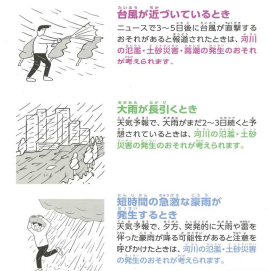 台風が近づいているとき
ニュースで3〜5日後に台風が直撃する
おそれがあると報道されたときは、河川
の氾濫・土砂災害・高潮の発生のおそれ
が考えられます。
大雨が長引くとき
天気予報で、大雨がまだ2〜3日続くと予
想されているときは、河川の氾濫・土砂
災害の発生のおそれが考えられます。
短時間の急激な豪雨が
発生するとき
天気予報で、夕方、突発的に大雨や雷を
伴った豪雨が降る可能性があると注意を
呼びかけたときは、河川の氾濫・土砂災害
の発生のおそれが考えられます。